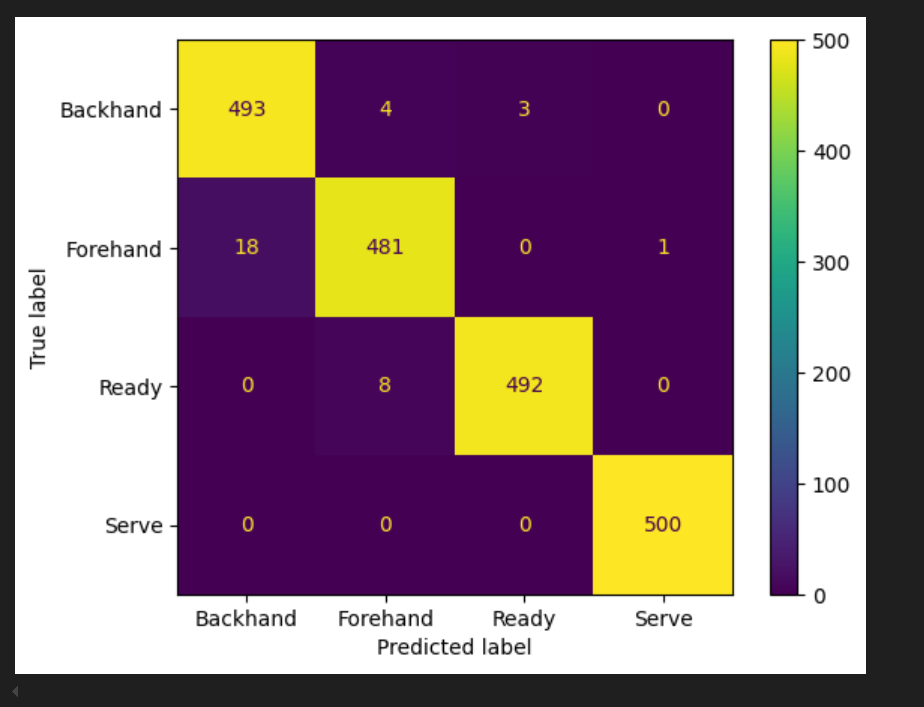 500
Backhand 493 4 3 0
400
Forehand 18 481 0 1
300
True label
Ready 0 8 492 0
200
100
Serve 0 0 0 500
0
Backhand Forehand Ready Serve
Predicted label